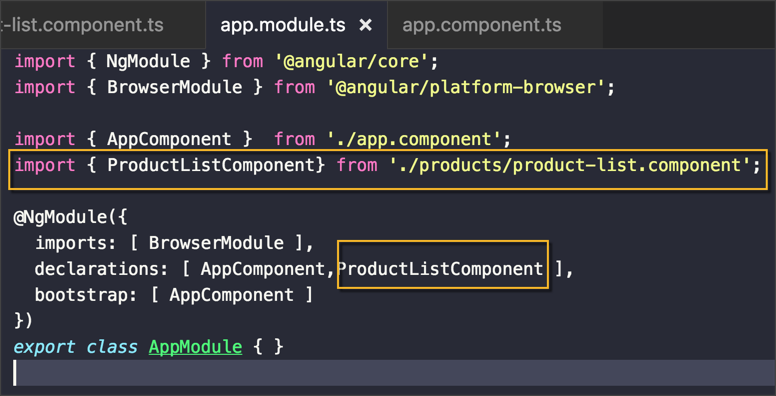 t-list.component.ts app.module.ts × app.component.ts
import { NgModule } from '@angular/core';
import { BrowserModule } from '@angular/platform-browser';
import { AppComponent }  from './app.component';
import { ProductListComponent} from './products/product-list.component';
@NgModule({
  imports: [ BrowserModule ],
  declarations: [ AppComponent,ProductListComponent ],
  bootstrap: [ AppComponent ]
})
export class AppModule { }